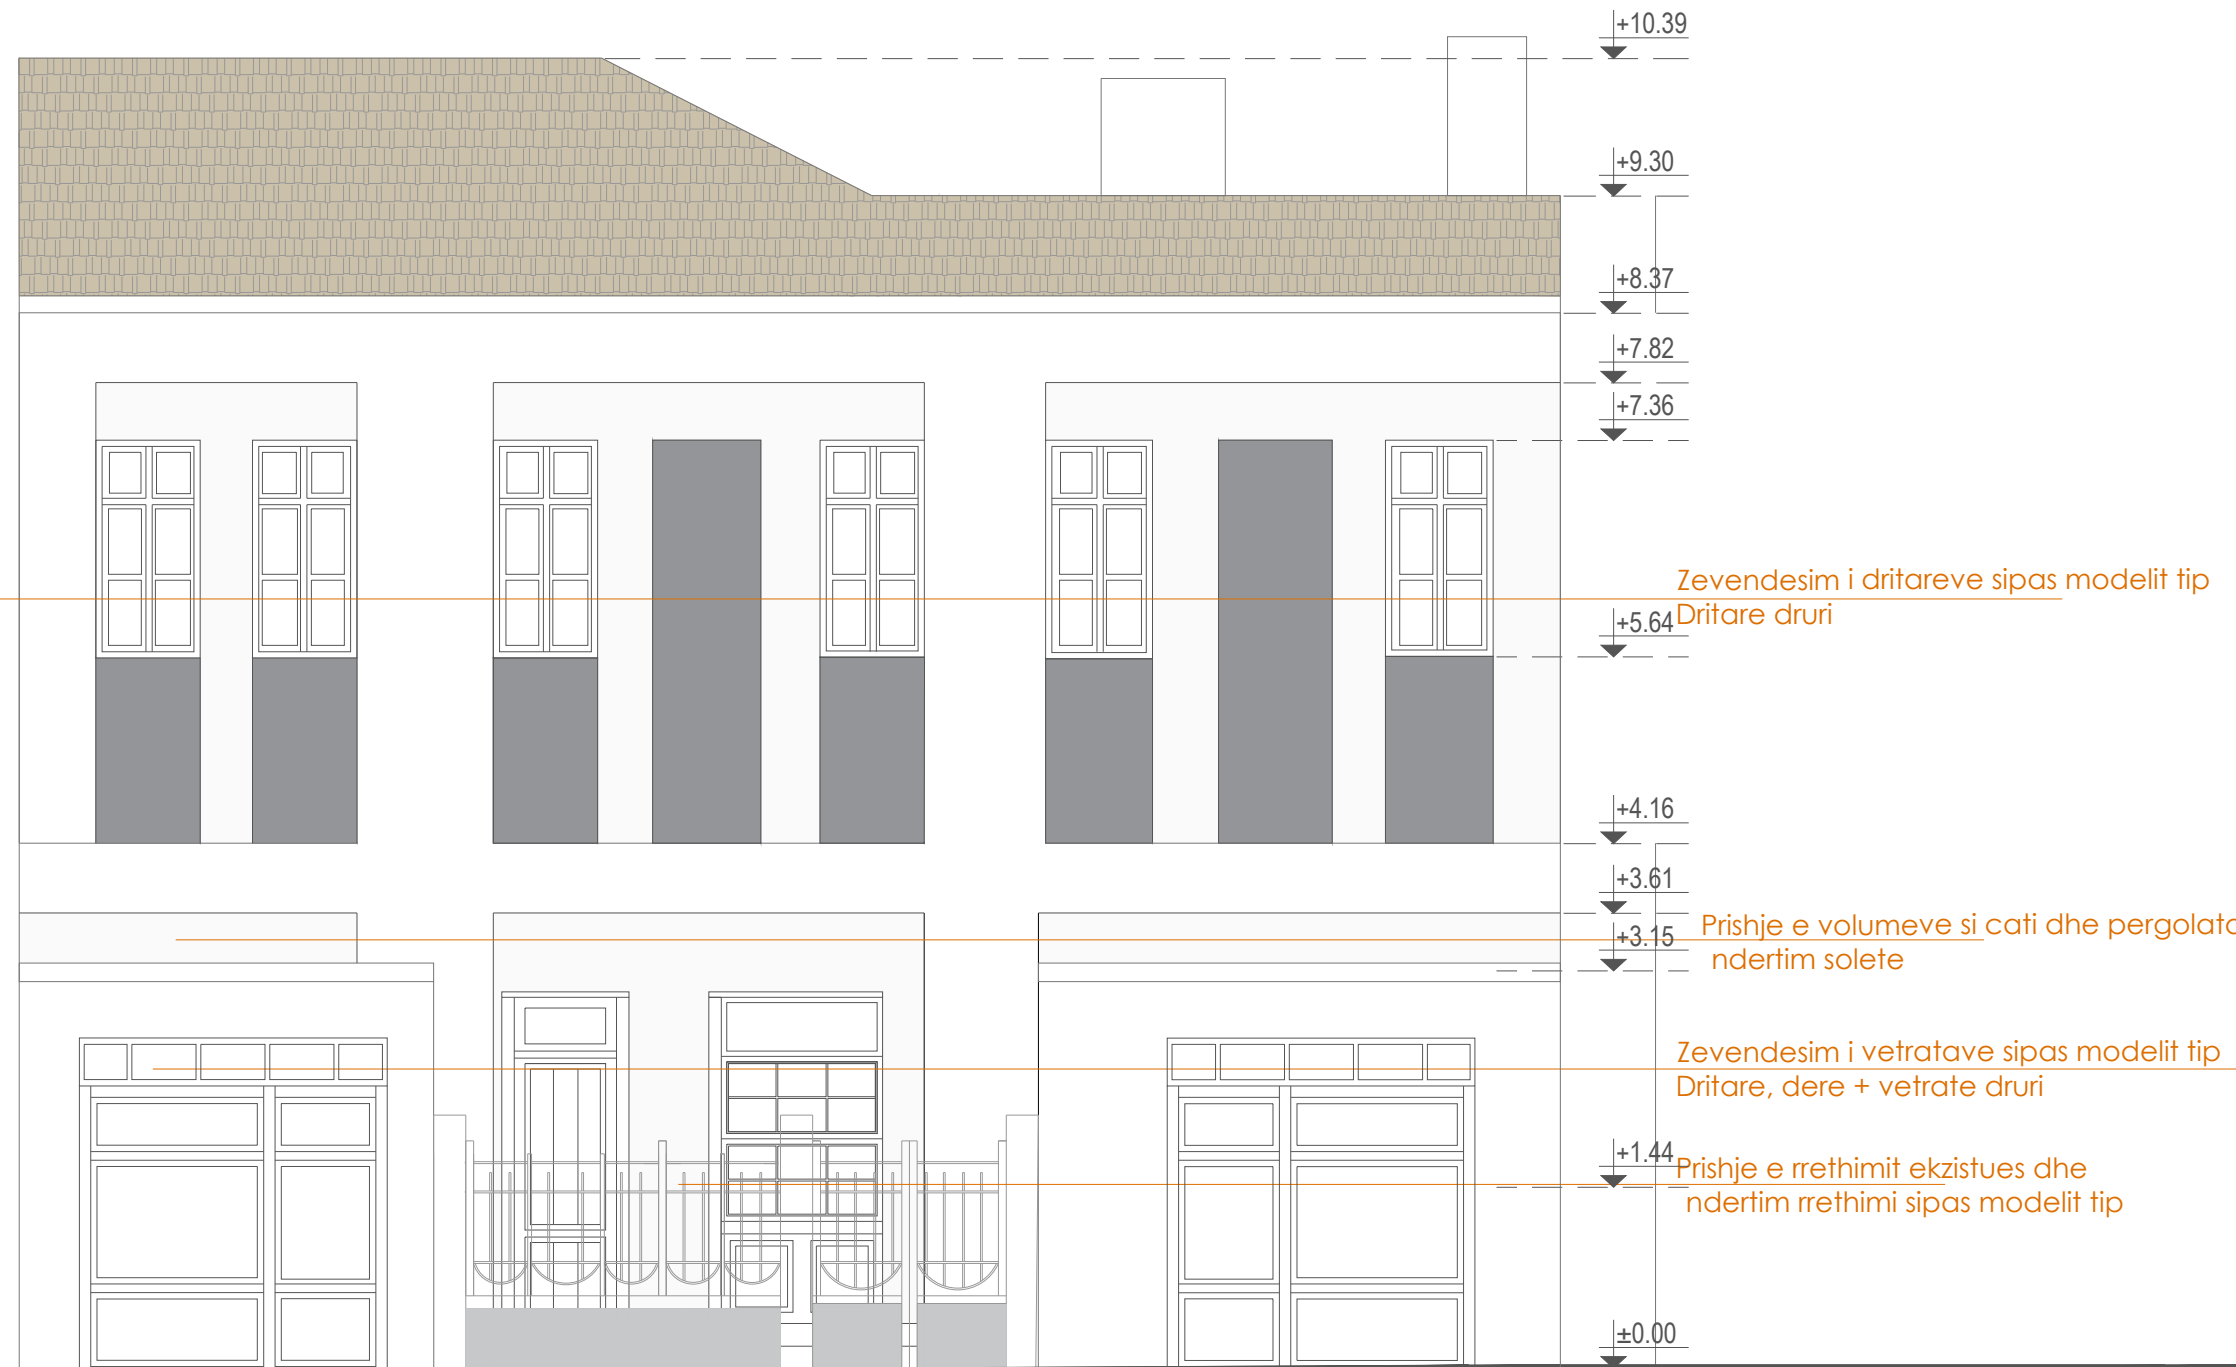 +10.39
+9.30
+8.37
+7.82
+7.36
Zevendesim i dritareve sipas modelit tip
Dritare druri
+5.64
+4.16
+3.61
Prishje e volumeve si cati dhe
+3.15
ndertim solete
Zevendesim i vetratave sipas modelit tip
Dritare, dere + vetrate druri
+1.44
Prishje e rrethimit ekzistues dhe
ndertim rrethimi sipas modelit tip
±0.00